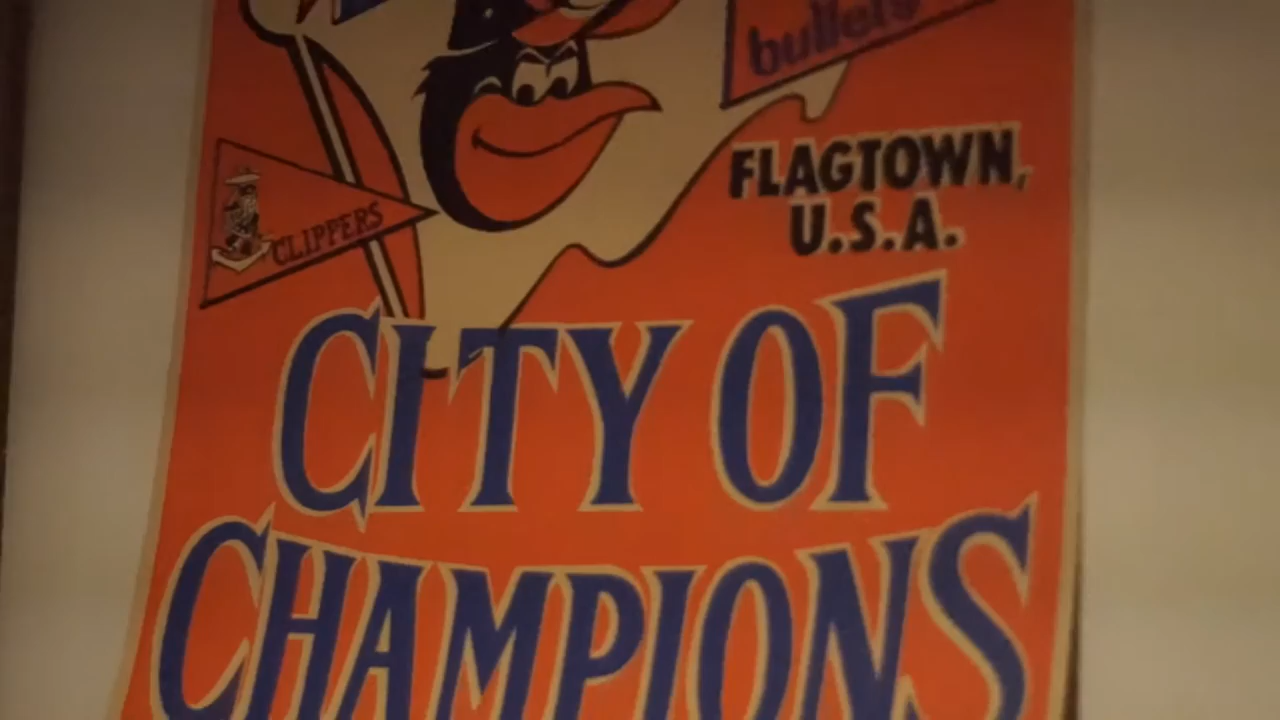 bullets
CLIPPERS
FLAGTOWN,
U.S.A.
CITY OF
CHAMPIONS